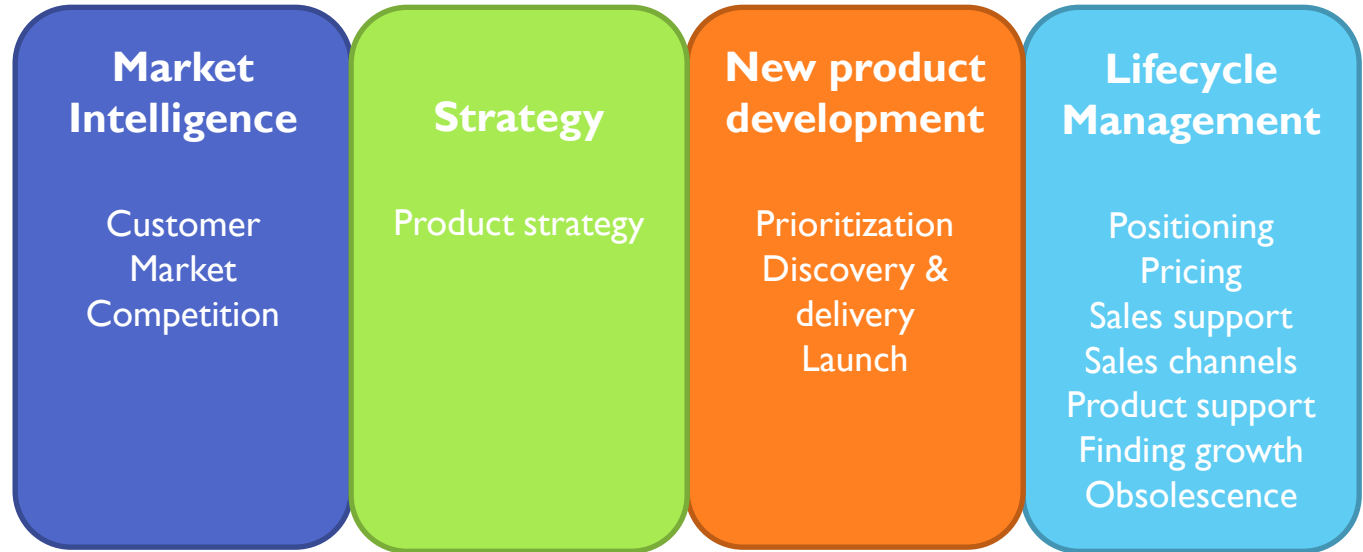 Market
Intelligence
Customer
Market
Competition
Strategy
Product strategy
New product
development
Prioritization
Discovery &
delivery
Launch
Lifecycle
Management
Positioning
Pricing
Sales support
Sales channels
Product support
Finding growth
Obsolescence